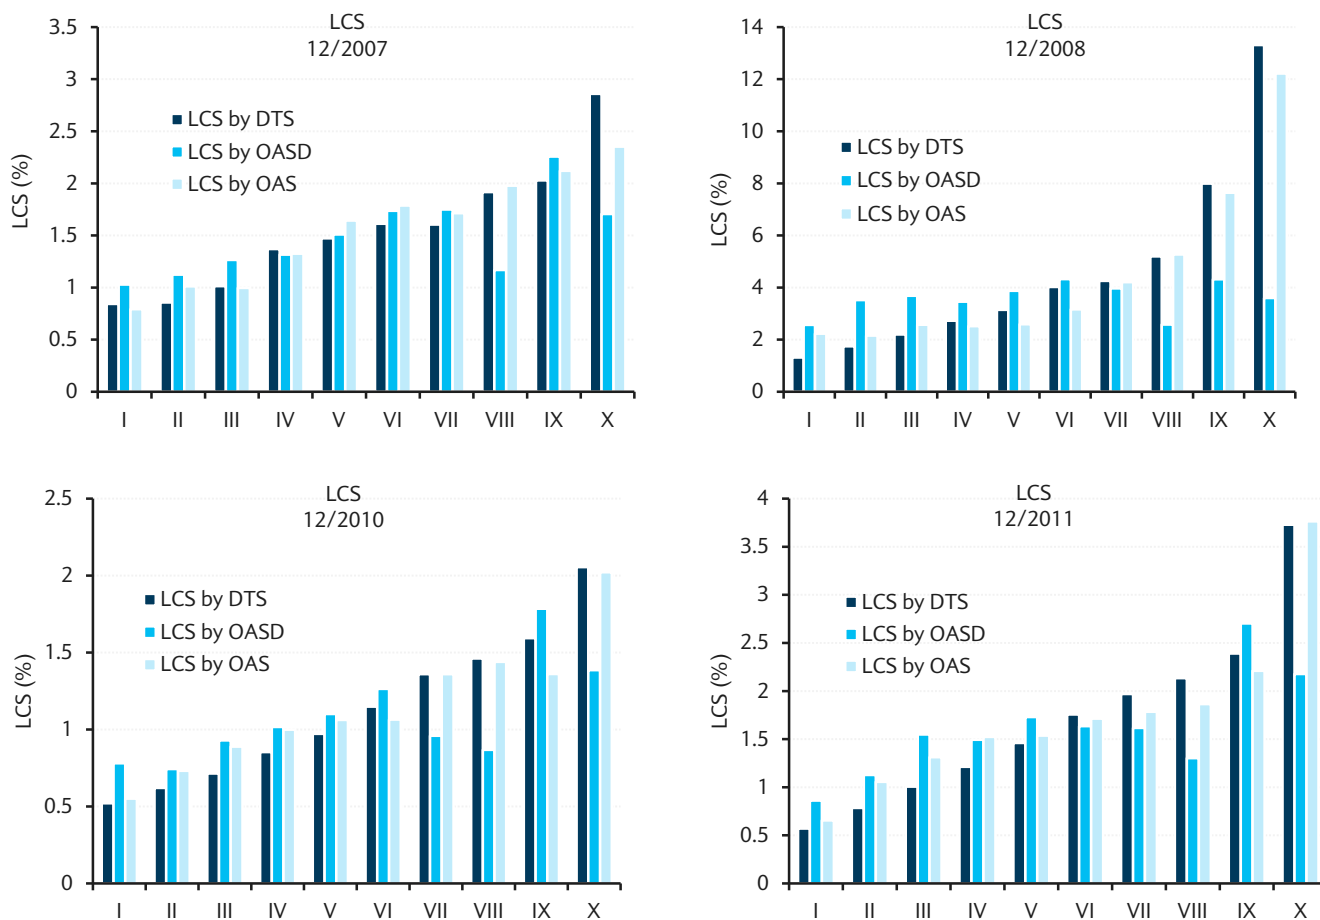 LCS
12/2007
3.5
3
2.5
2
1.5
1
0.5
0
LCS (%)
LCS by DTS
LCS by OASD
LCS by OAS
I II III IV V VI VII VIII IX X
LCS
12/2008
14
12
10
8
6
4
2
0
LCS (%)
LCS by DTS
LCS by OASD
LCS by OAS
I II III IV V VI VII VIII IX X
LCS
12/2010
2.5
2
1.5
1
0.5
0
LCS (%)
LCS by DTS
LCS by OASD
LCS by OAS
I II III IV V VI VII VIII IX X
LCS
12/2011
4
3.5
3
2.5
2
1.5
1
0.5
0
LCS (%)
LCS by DTS
LCS by OASD
LCS by OAS
I II III IV V VI VII VIII IX X